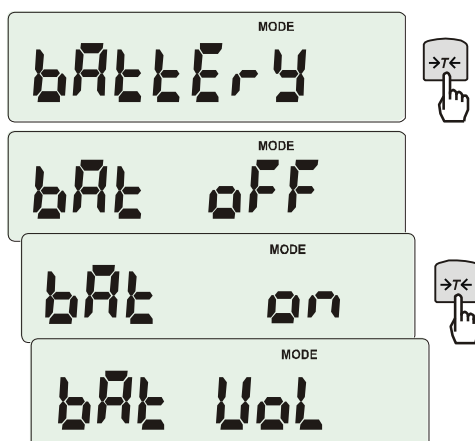 MODE
bAttErY
→T←
MODE
bAt oFF
MODE
bAt on
→T←
MODE
bAt UoL